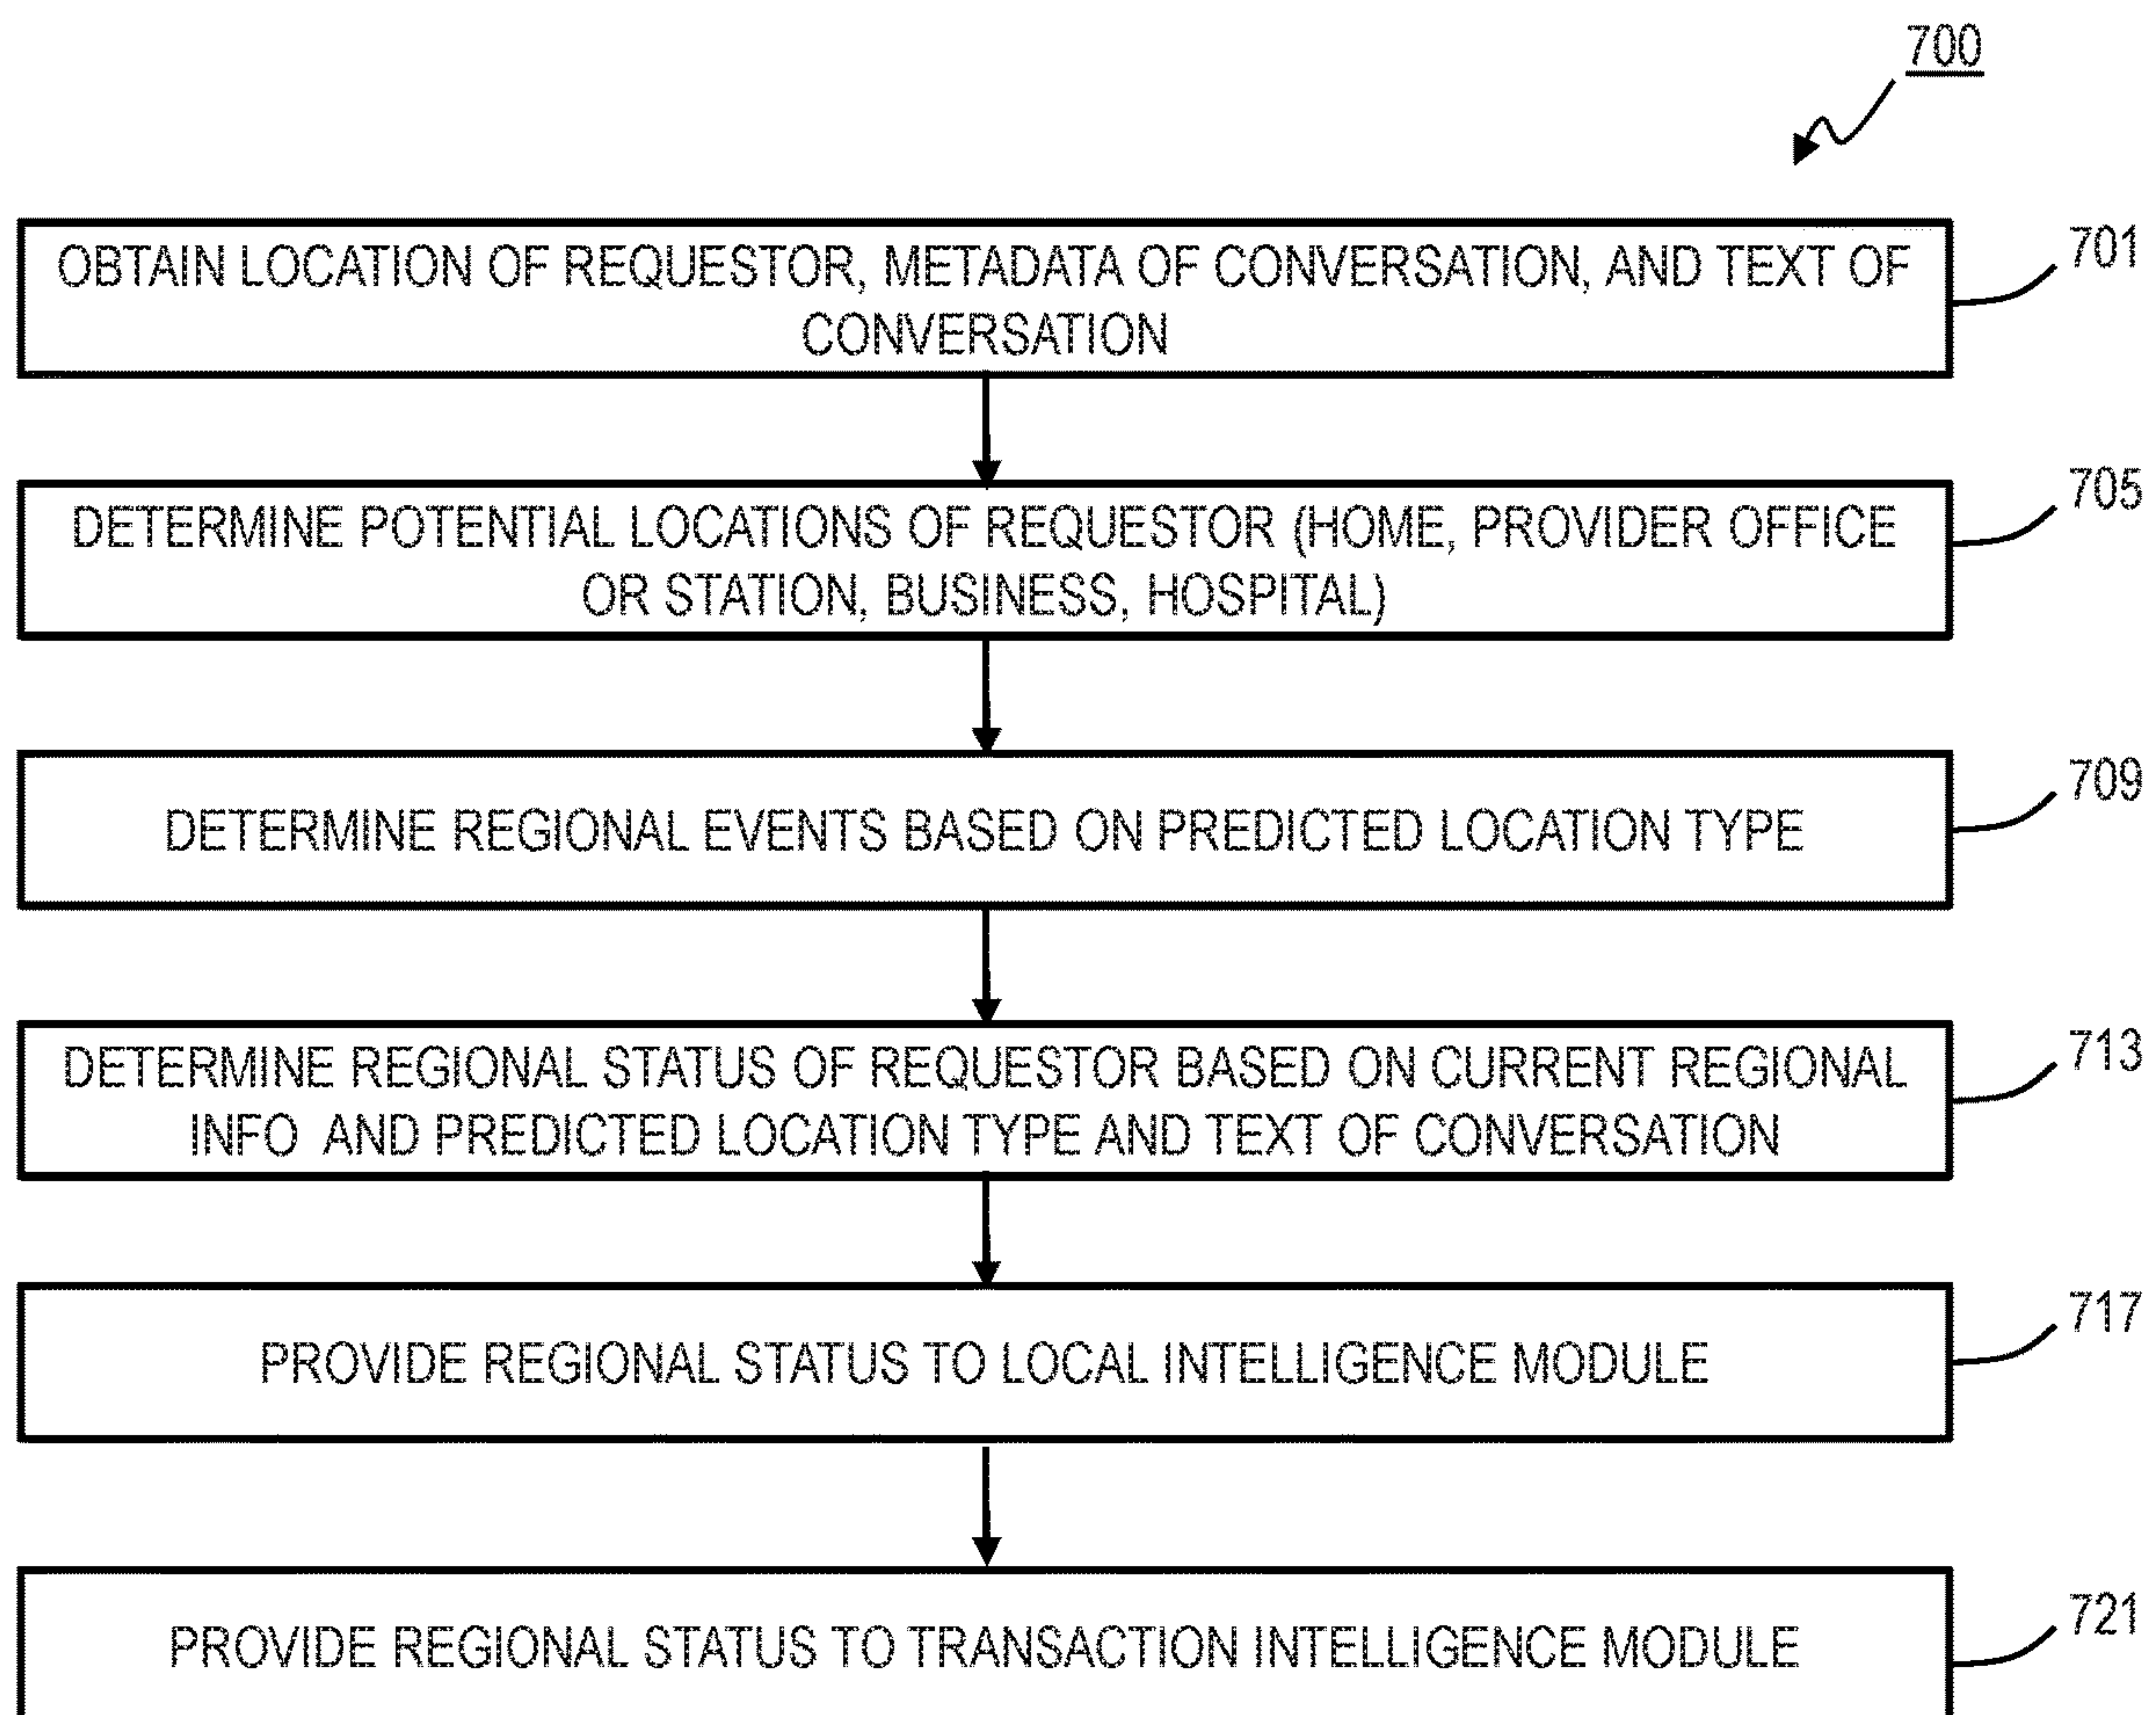 700
OBTAIN LOCATION OF REQUESTOR, METADATA OF CONVERSATION, AND TEXT OF
CONVERSATION
701
DETERMINE POTENTIAL LOCATIONS OF REQUESTOR (HOME, PROVIDER OFFICE
OR STATION, BUSINESS, HOSPITAL)
705
DETERMINE REGIONAL EVENTS BASED ON PREDICTED LOCATION TYPE
709
DETERMINE REGIONAL STATUS OF REQUESTOR BASED ON CURRENT REGIONAL
INFO AND PREDICTED LOCATION TYPE AND TEXT OF CONVERSATION
713
PROVIDE REGIONAL STATUS TO LOCAL INTELLIGENCE MODULE
717
PROVIDE REGIONAL STATUS TO TRANSACTION INTELLIGENCE MODULE
721